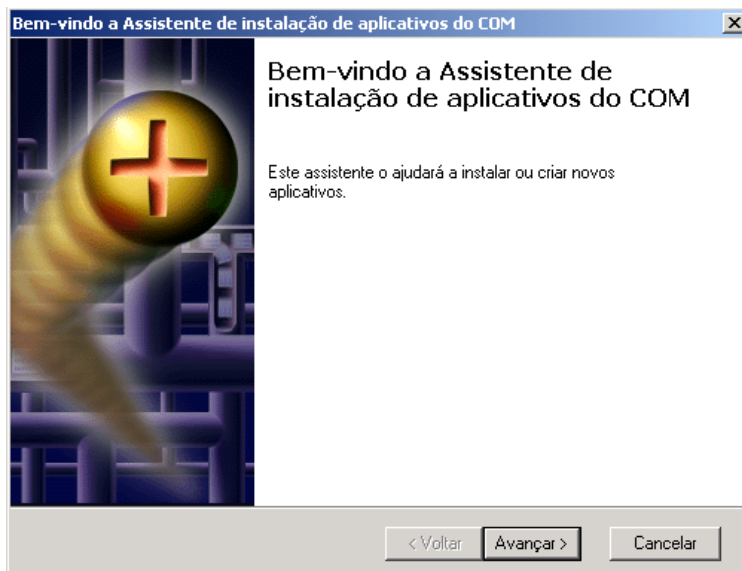 Bem-vindo a Assistente de instalação de aplicativos do COM
Bem-vindo a Assistente de
instalação de aplicativos do COM
Este assistente o ajudará a instalar ou criar novos
aplicativos.
< Voltar
Avançar >
Cancelar